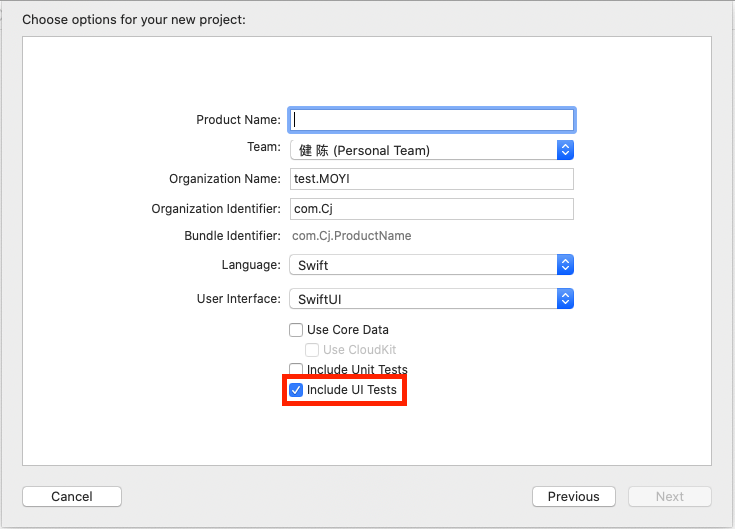 Choose options for your new project:
Product Name:
Team: 健 陈 (Personal Team)
Organization Name: test.MOYI
Organization Identifier: com.Cj
Bundle Identifier: com.Cj.ProductName
Language: Swift
User Interface: SwiftUI
Use Core Data
Use CloudKit
Include Unit Tests
Include UI Tests
Cancel Previous Next